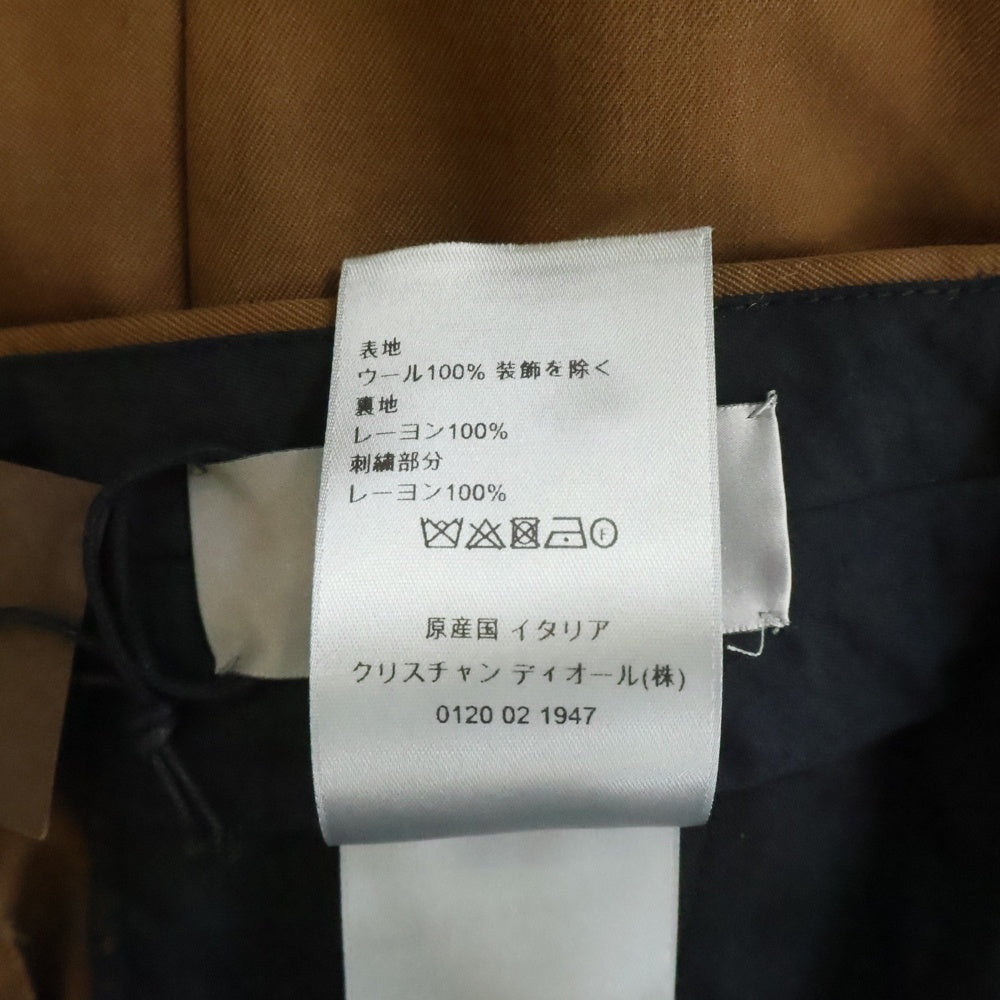 表地
ウール100% 装飾を除く
裏地
レーヨン100%
刺繍部分
レーヨン100%
F
原産国 イタリア
クリスチャン ディオール(株)
0120 02 1947